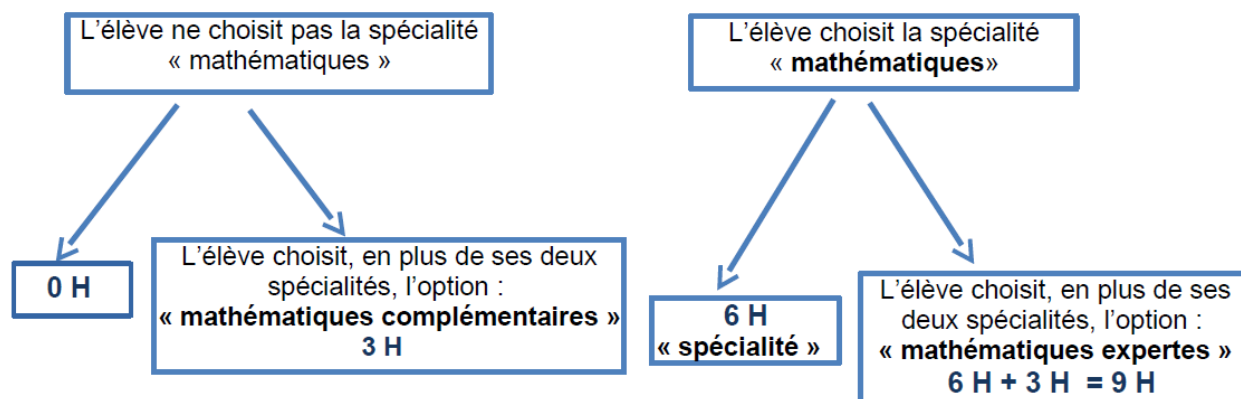 L'élève ne choisit pas la spécialité
« mathématiques »
L'élève choisit la spécialité
« mathématiques»
0 H
L'élève choisit, en plus de ses deux
spécialités, l'option :
« mathématiques complémentaires »
3 H
6 H
« spécialité »
L'élève choisit, en plus de ses
deux spécialités, l'option :
« mathématiques expertes »
6 H + 3 H = 9 H